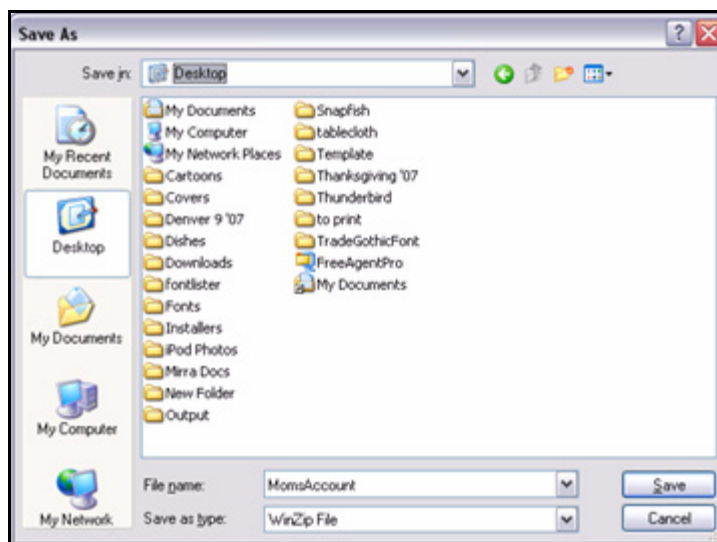 Save As
Save in:
Desktop
My Recent
Documents
Desktop
My Documents
My Computer
My Network
My Documents
My Computer
My Network Places
Cartoons
Covers
Denver 9 '07
Dishes
Downloads
fontlister
Fonts
Installers
iPod Photos
Mirra Docs
New Folder
Output
Snapfish
tablecloth
Template
Thanksgiving '07
Thunderbird
to print
TradeGothicFont
FreeAgentPro
My Documents
File name:
MomsAccount
Save
Save as type:
WinZip File
Cancel